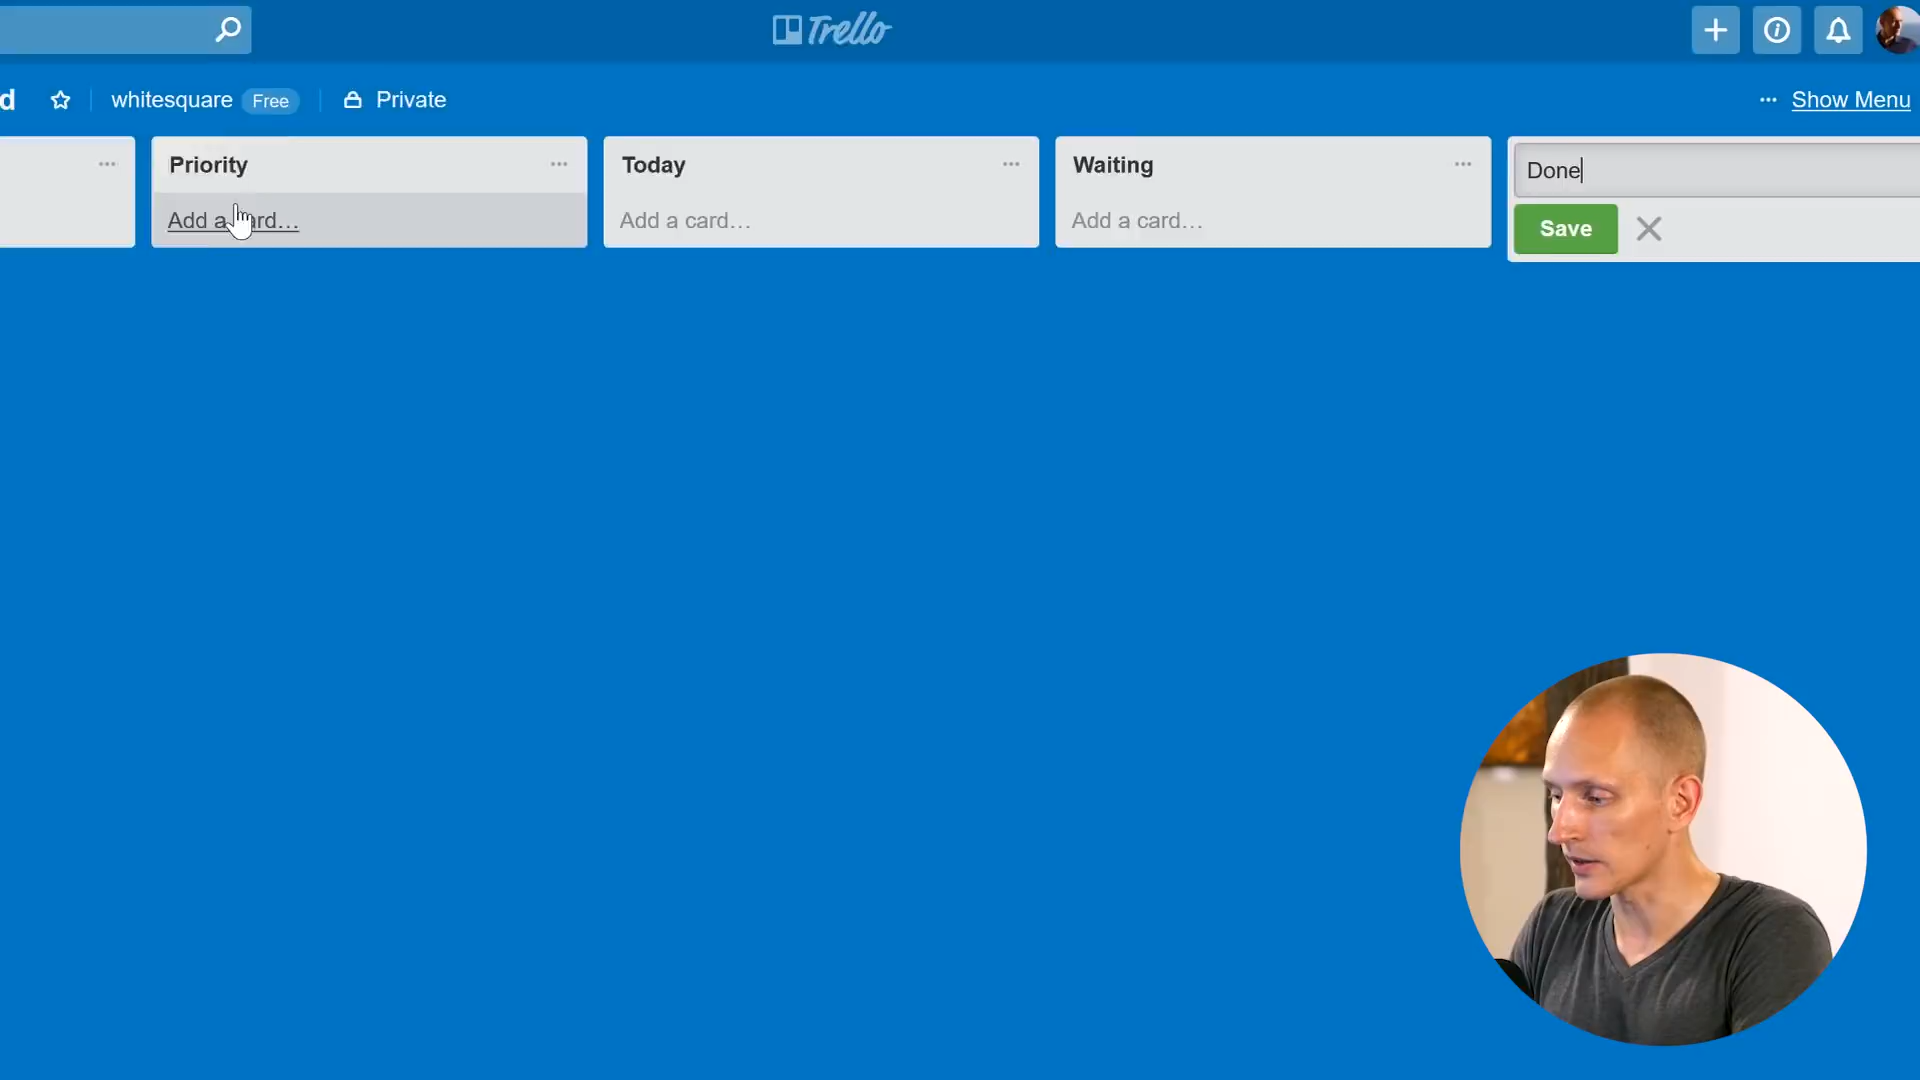 Trello
d whitesquare Free Private ··· Show Menu
Priority
Add a card…
Today
Add a card…
Waiting
Add a card…
Done
Save